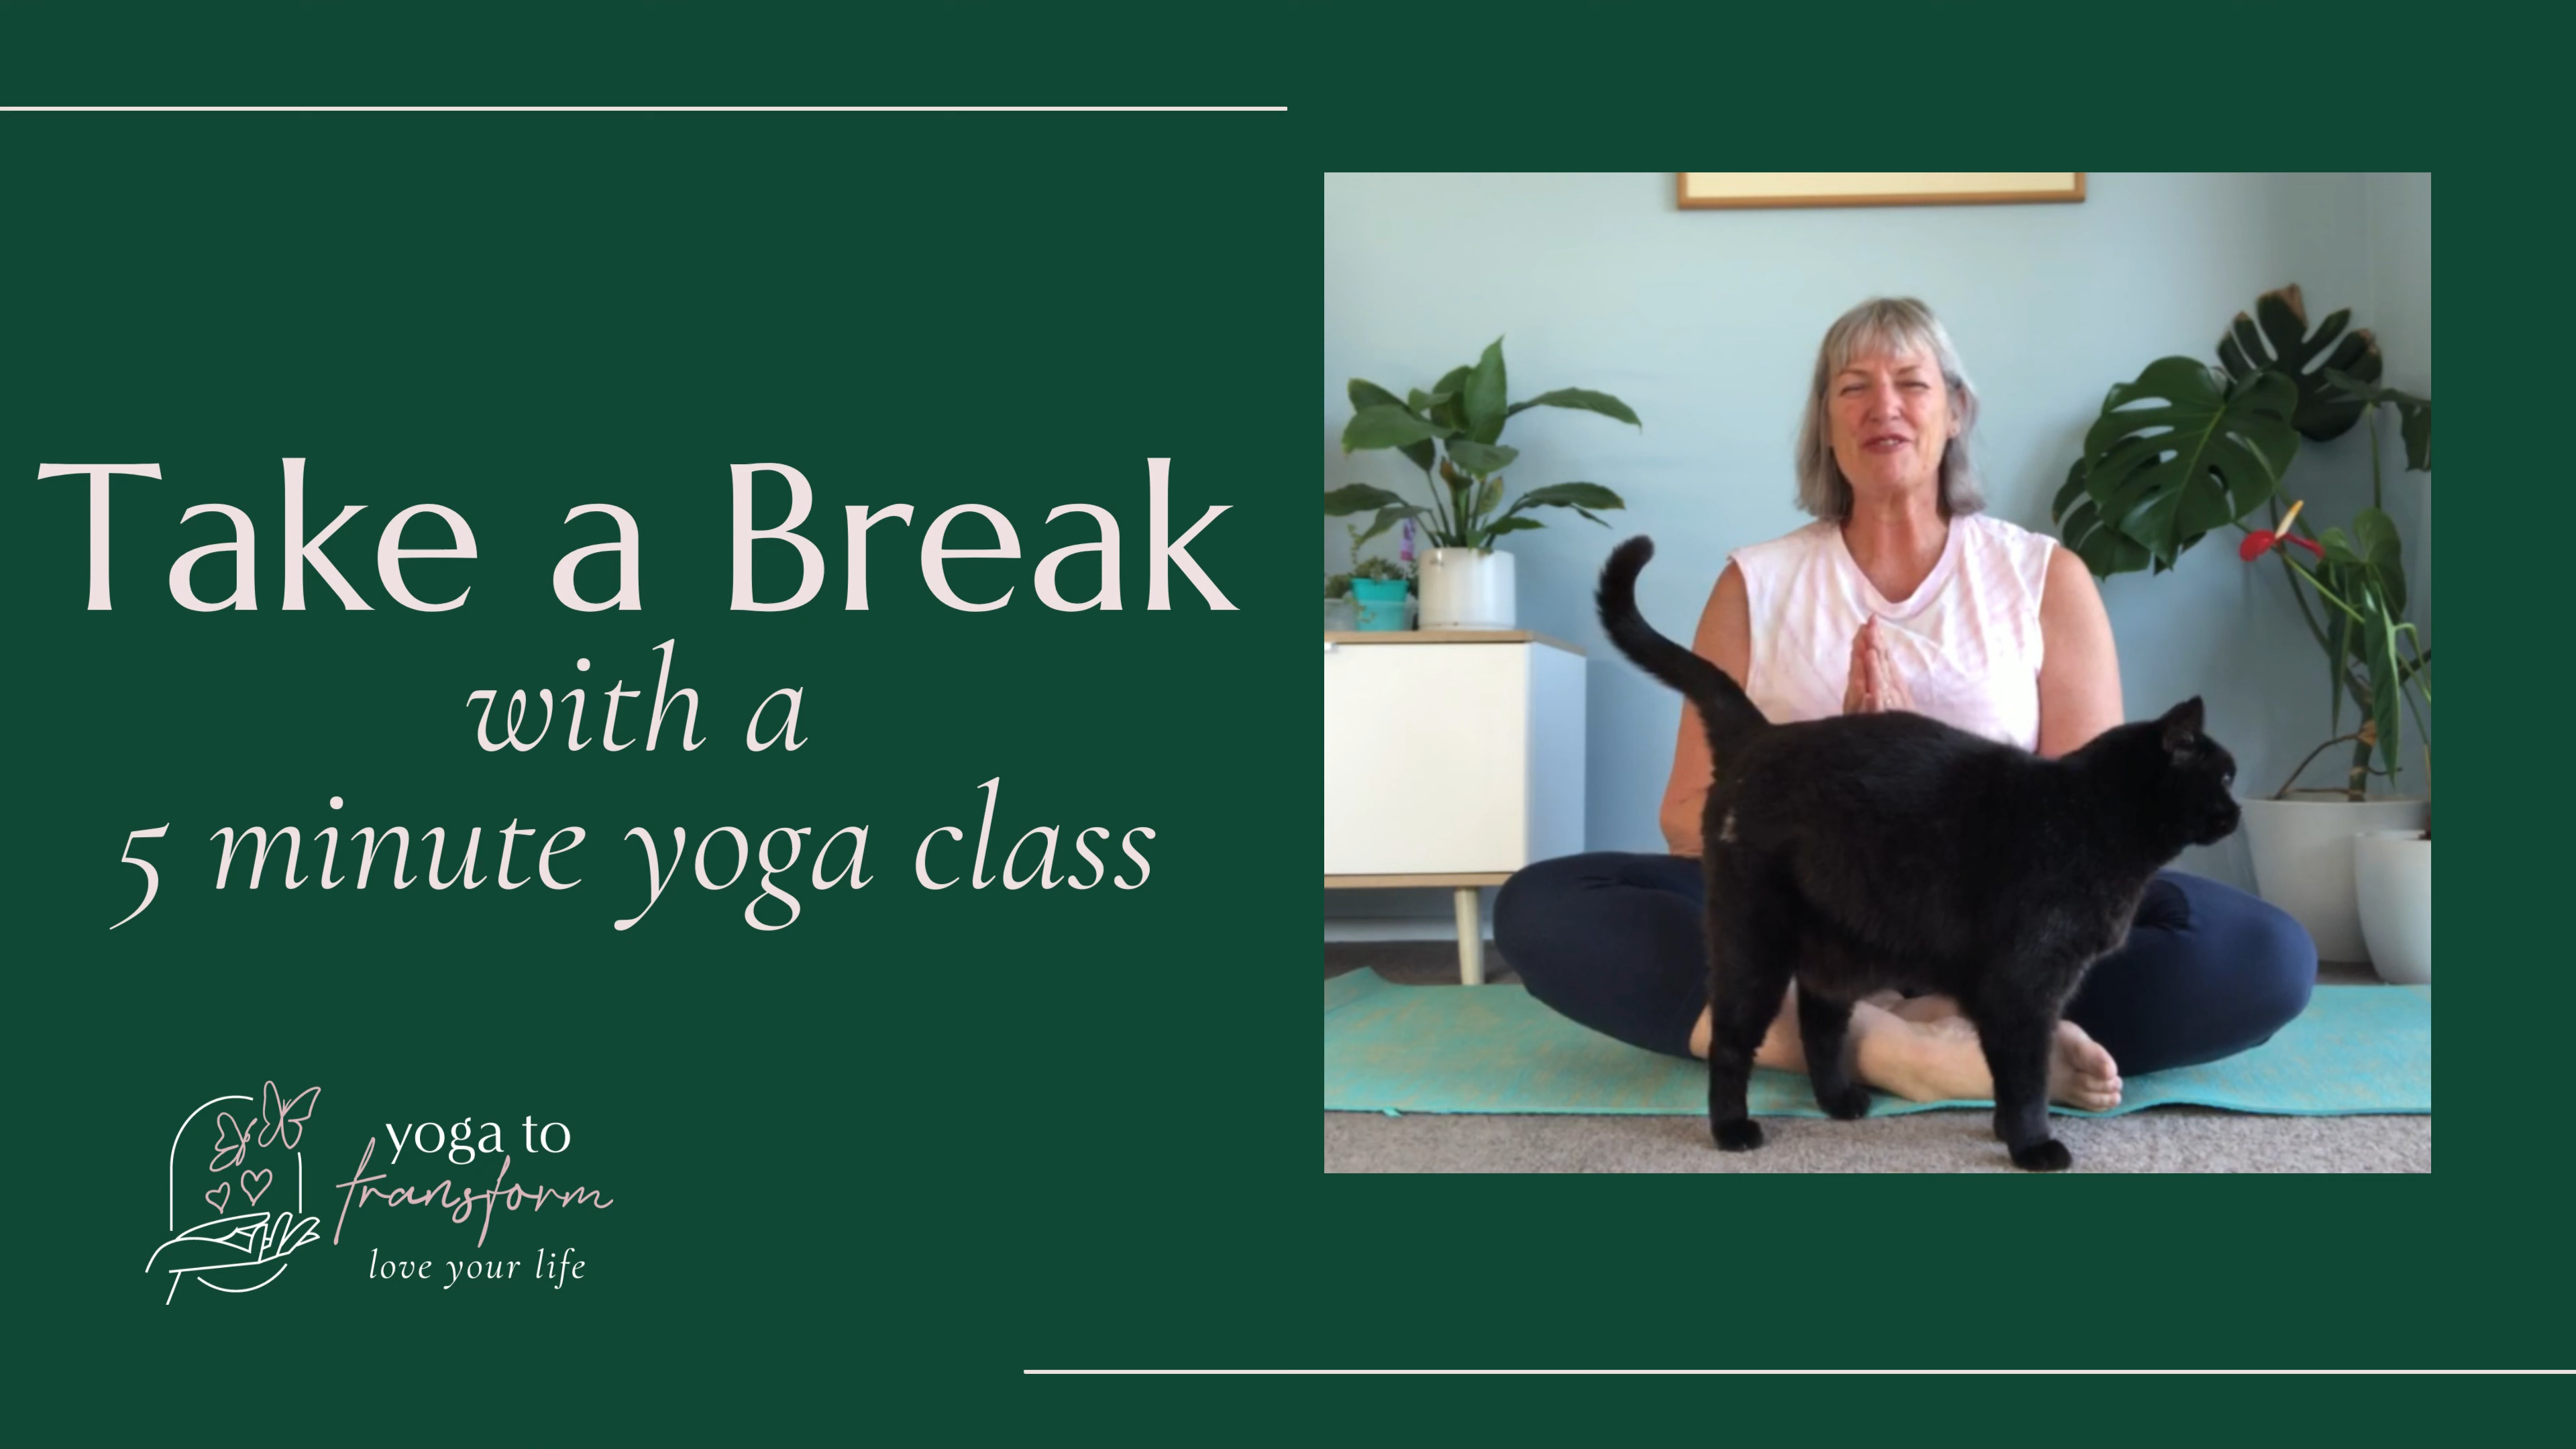 Take a Break
with a
5 minute yoga class
yoga to
transform
love your life